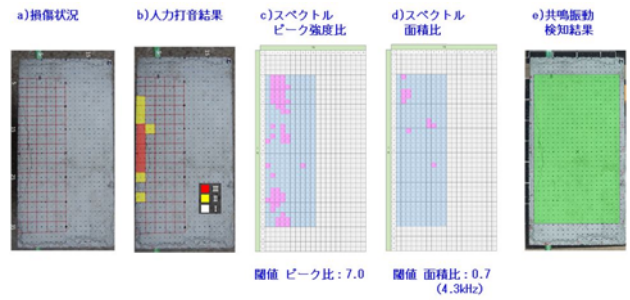 a)損傷状況
b)人力打音結果
c)スペクトル
ピーク強度比
d)スペクトル
面積比
e)共鳴振動
検知結果
III
II
I
閾値 ピーク比：7.0
閾値 面積比：0.7
(4.3kHz)